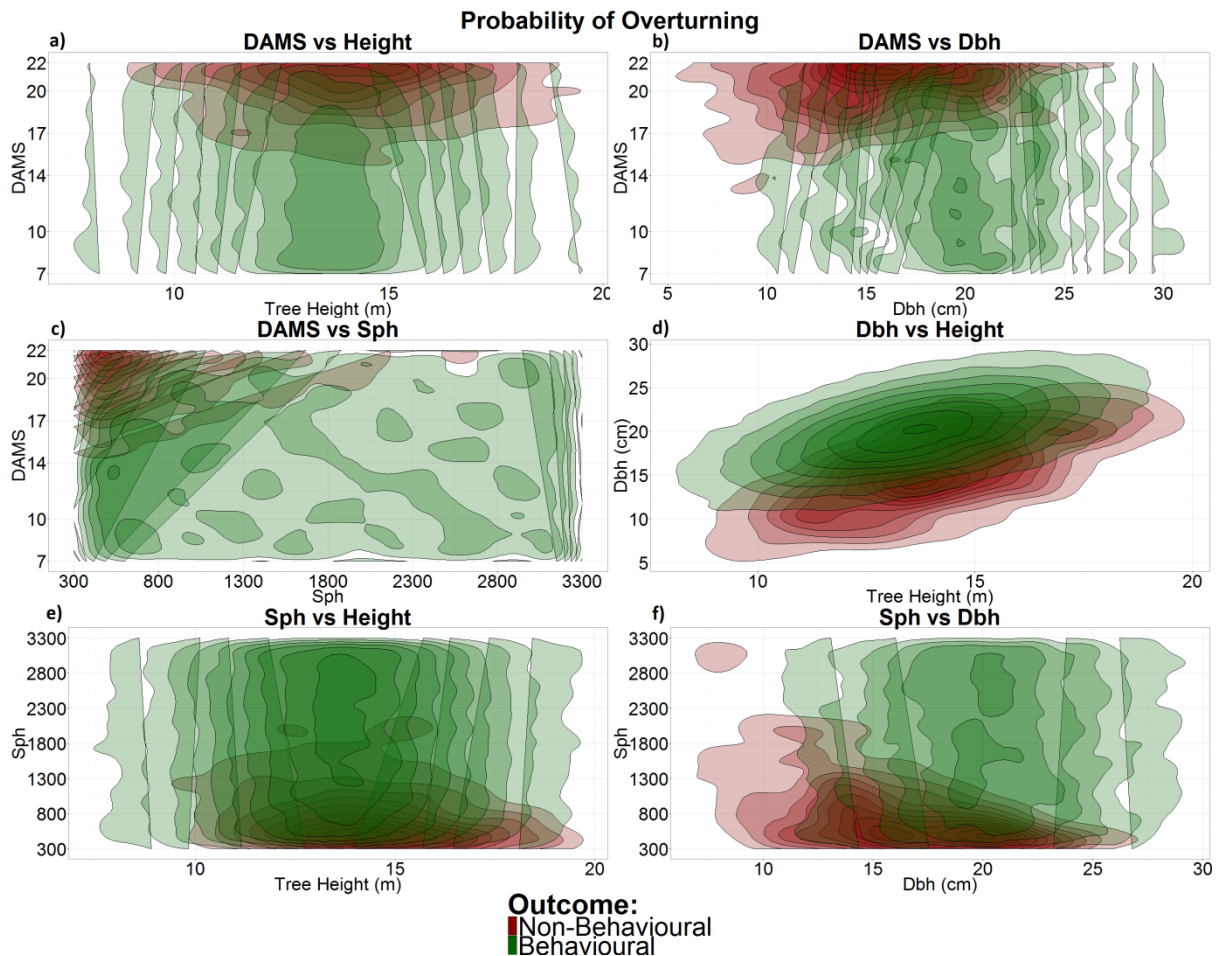 Probability of Overturning
a) DAMS vs Height
22
20
17
14
10
7
DAMS
10 15 20
Tree Height (m)
b) DAMS vs Dbh
22
20
17
14
10
7
DAMS
5 10 15 20 25 30
Dbh (cm)
c) DAMS vs Sph
22
20
17
14
10
7
DAMS
300 800 1300 1800 2300 2800 3300
Sph
d) Dbh vs Height
30
25
20
15
10
5
Dbh (cm)
10 15 20
Tree Height (m)
e) Sph vs Height
3300
2800
2300
1800
1300
800
300
Sph
10 15 20
Tree Height (m)
f) Sph vs Dbh
3300
2800
2300
1800
1300
800
300
Sph
10 15 20 25 30
Dbh (cm)
Outcome:
Non-Behavioural
Behavioural